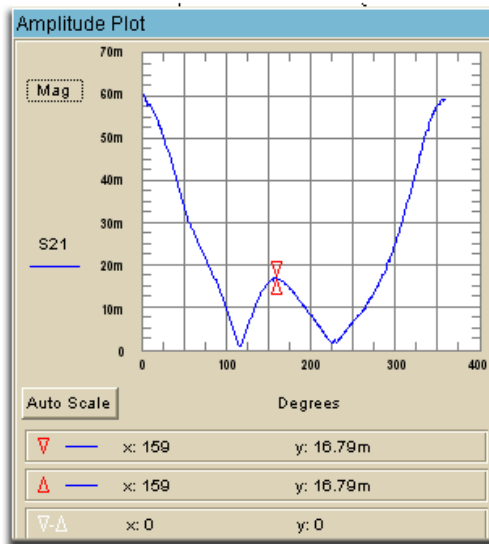 Amplitude Plot
70m
Mag
60m
50m
40m
30m
S21
20m
10m
0
0 100 200 300 400
Auto Scale
Degrees
∇ x: 159 y: 16.79m
Δ x: 159 y: 16.79m
∇-Δ x: 0 y: 0